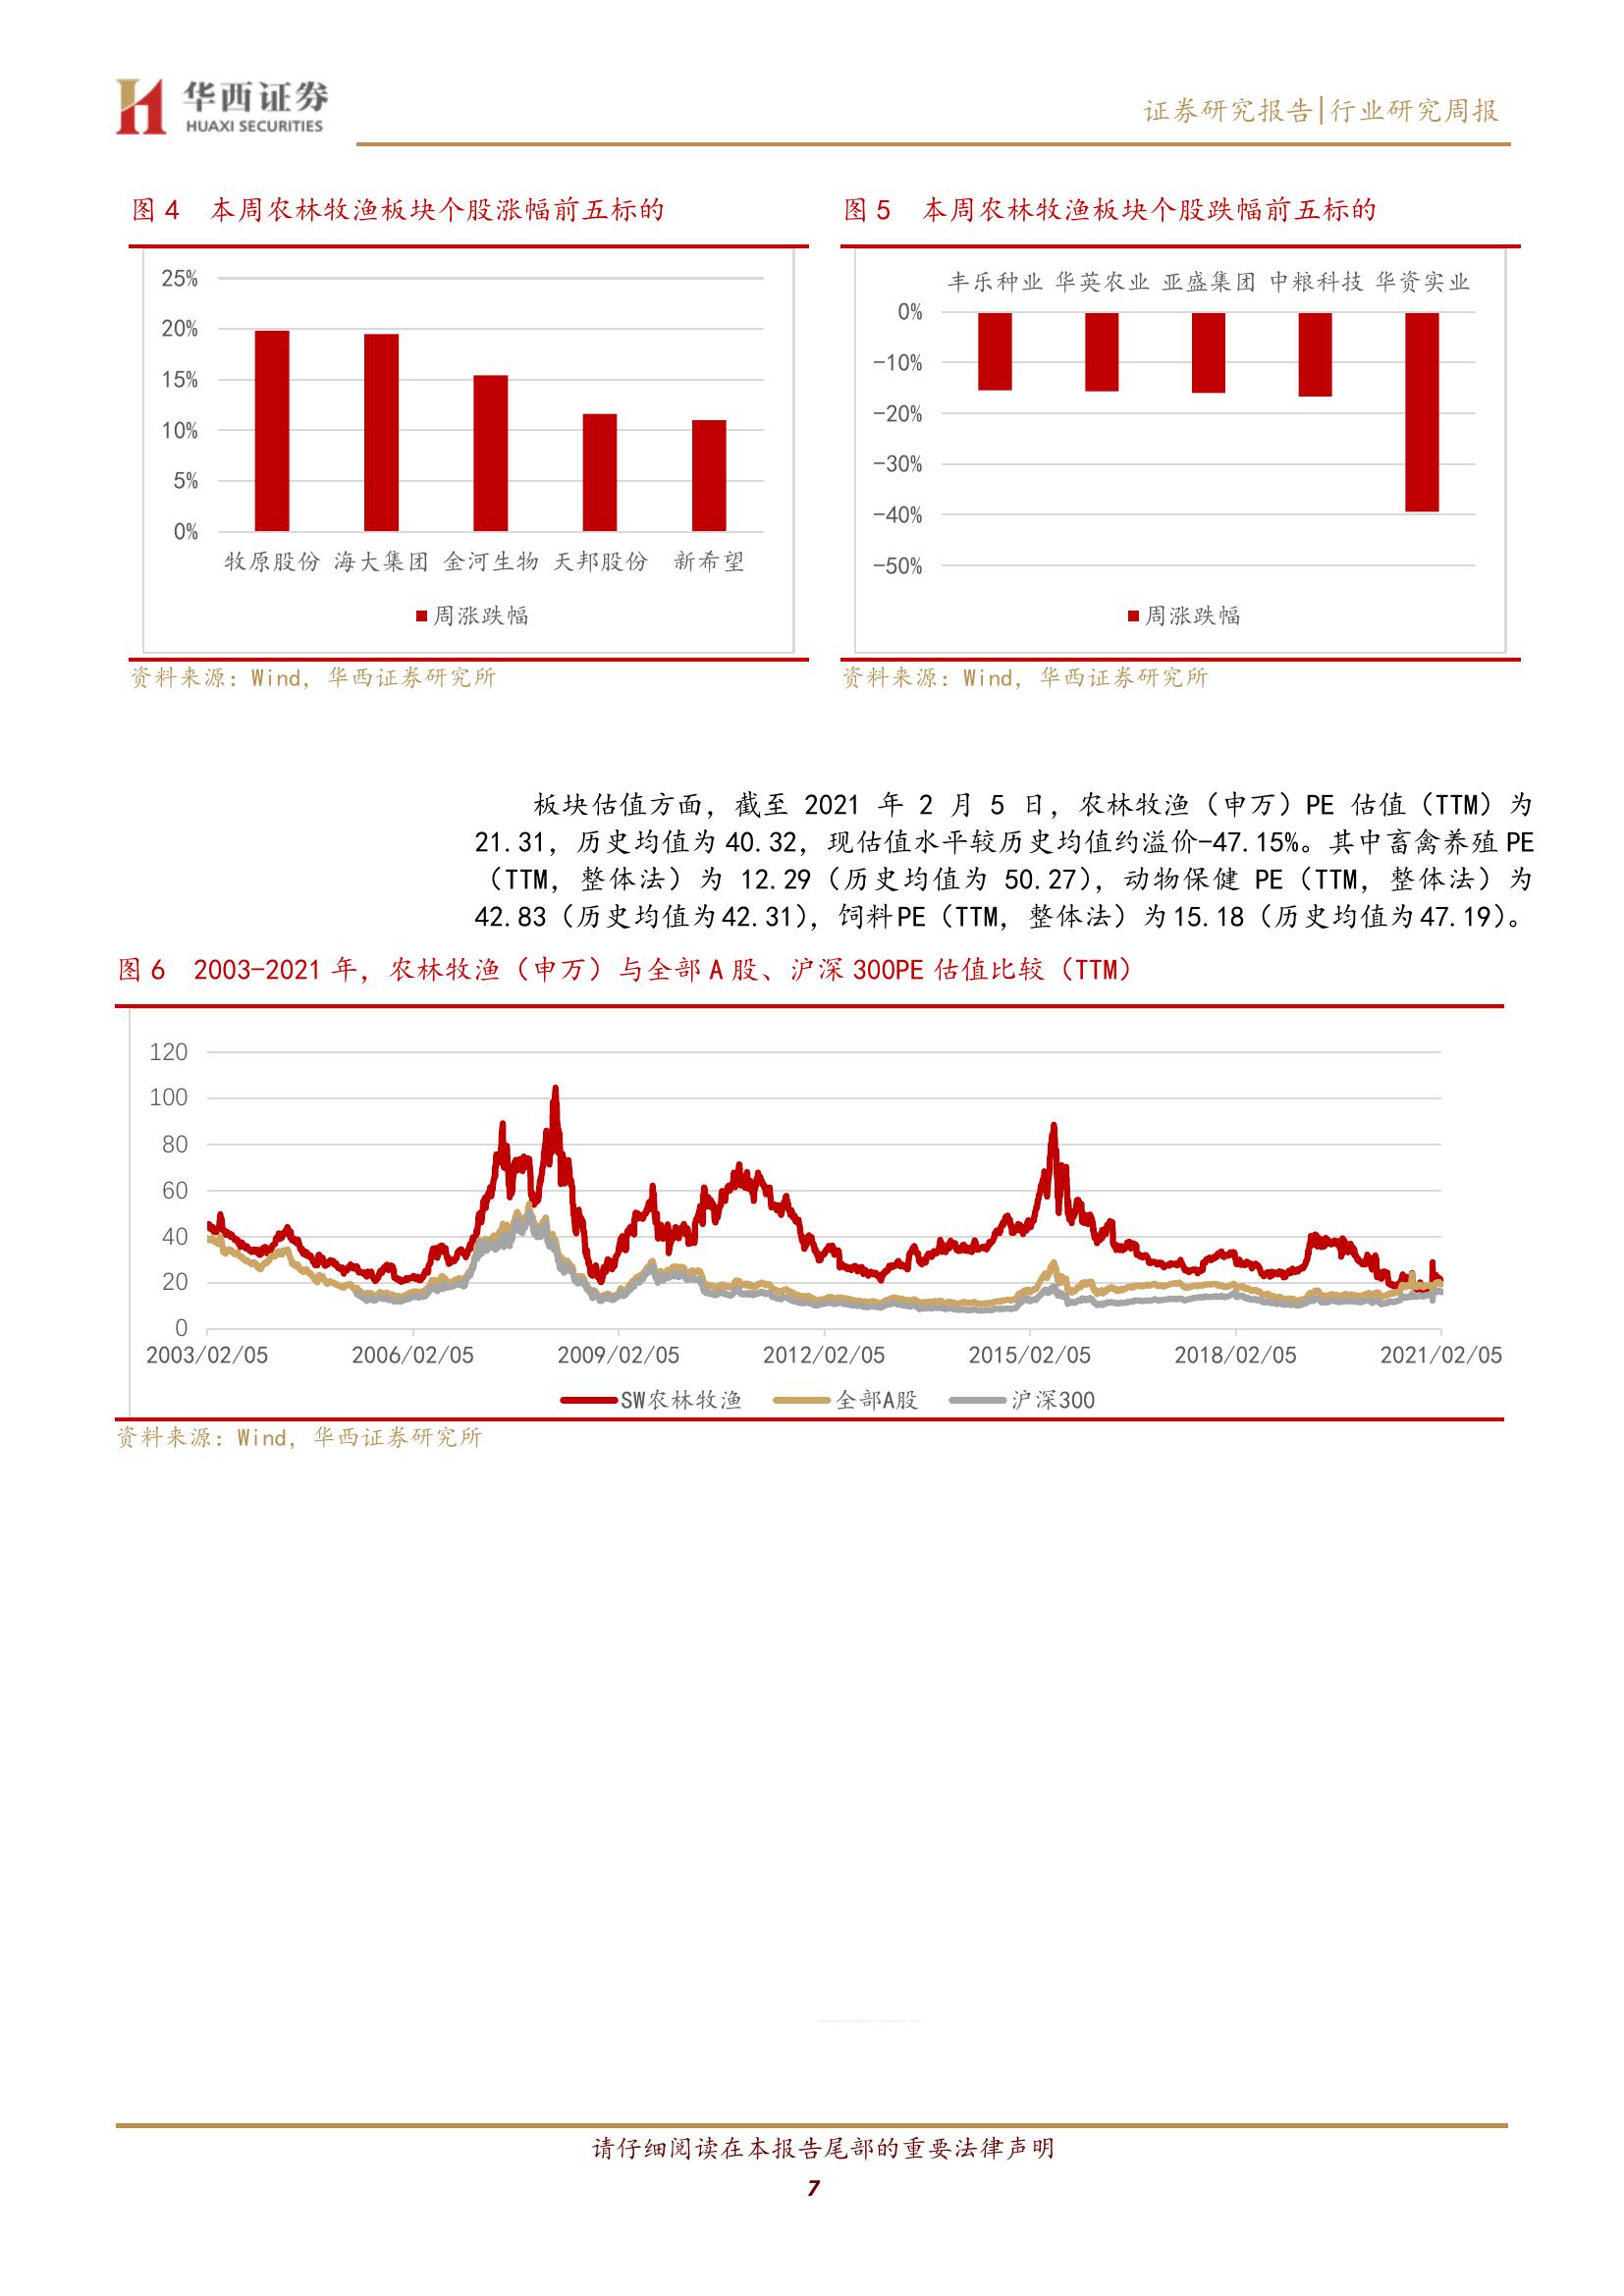 华西证券
HUAXI SECURITIES
证券研究报告|行业研究周报
图 4 本周农林牧渔板块个股涨幅前五标的
25%
20%
15%
10%
5%
0%
牧原股份 海大集团 金河生物 天邦股份 新希望
周涨跌幅
资料来源：Wind，华西证券研究所
图 5 本周农林牧渔板块个股跌幅前五标的
丰乐种业 华英农业 亚盛集团 中粮科技 华资实业
0%
-10%
-20%
-30%
-40%
-50%
周涨跌幅
资料来源：Wind，华西证券研究所
板块估值方面，截至 2021 年 2 月 5 日，农林牧渔（申万）PE 估值（TTM）为
21.31，历史均值为 40.32，现估值水平较历史均值约溢价-47.15%。其中畜禽养殖 PE
（TTM，整体法）为 12.29（历史均值为 50.27），动物保健 PE（TTM，整体法）为
42.83（历史均值为 42.31），饲料 PE（TTM，整体法）为 15.18（历史均值为 47.19）。
图 6 2003-2021 年，农林牧渔（申万）与全部 A 股、沪深 300PE 估值比较（TTM）
120
100
80
60
40
20
0
2003/02/05 2006/02/05 2009/02/05 2012/02/05 2015/02/05 2018/02/05 2021/02/05
SW农林牧渔 全部A股 沪深300
资料来源：Wind，华西证券研究所
请仔细阅读在本报告尾部的重要法律声明
7